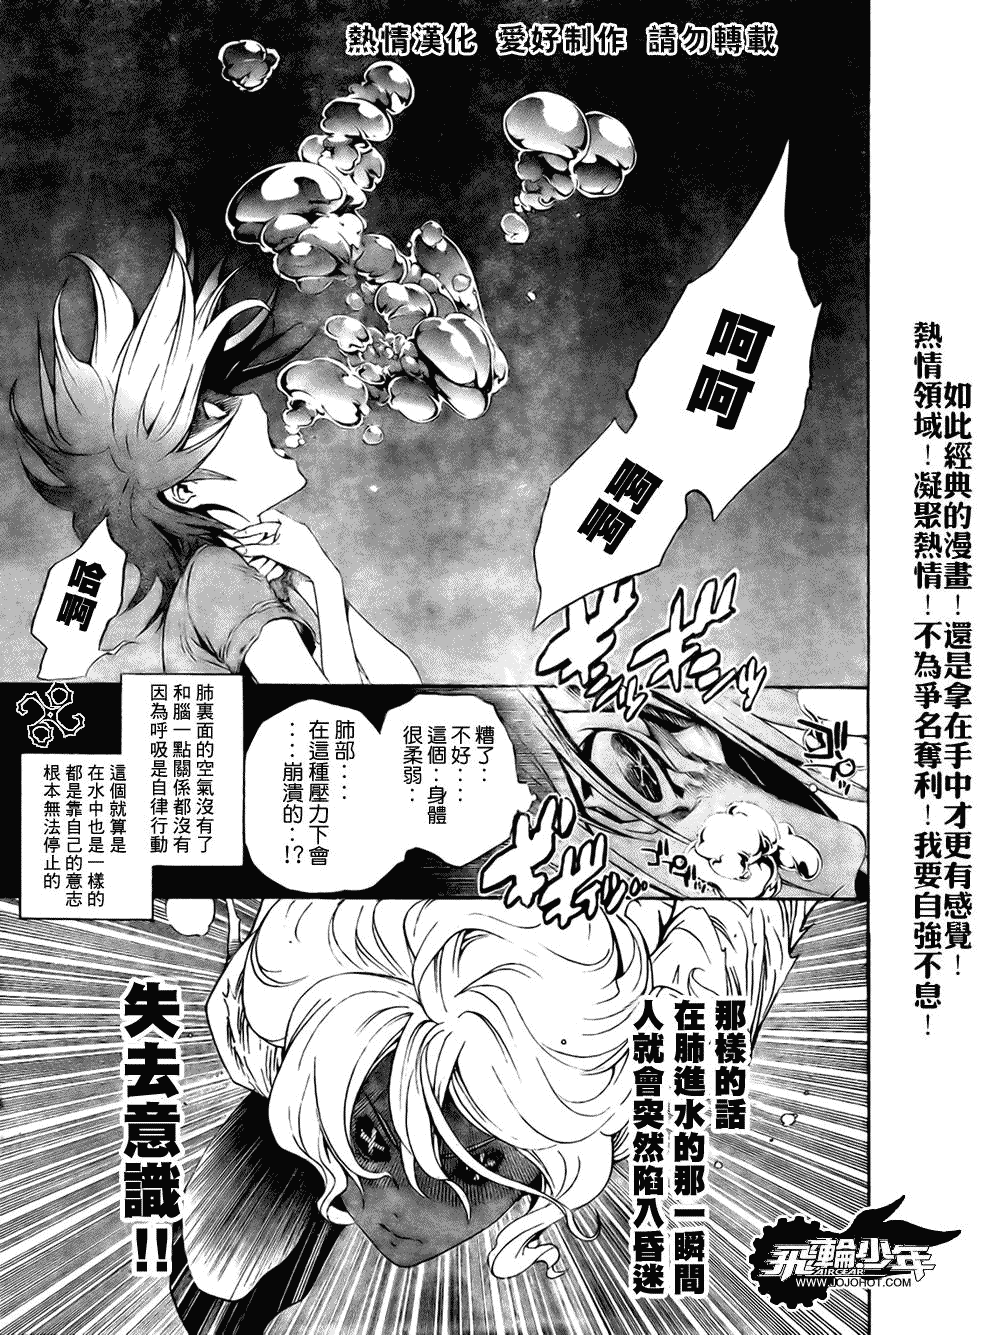 熱情漢化 愛好制作 請勿轉載
呵呵
啊啊
哈啊
糟了‥
不好‥‥
這個‥身體
很柔弱‥‥
肺部‥‥
在這種壓力下會
‥‥崩潰的‥!?
肺裏面的空氣沒有了
和腦一點關係都沒有
因為呼吸是自律行動
這個就算是
在水中也是一樣的
都是靠自己的意志
根本無法停止的
那樣的話
在肺進水的那一瞬間
人就會突然陷入昏迷
失去意識!!
如此經典的漫畫！還是拿在手中才更有感覺！
熱情領域！凝聚熱情！不為爭名奪利！我要自強不息！
飛輪少年
AIRGEAR
WWW.JOJOHOT.COM